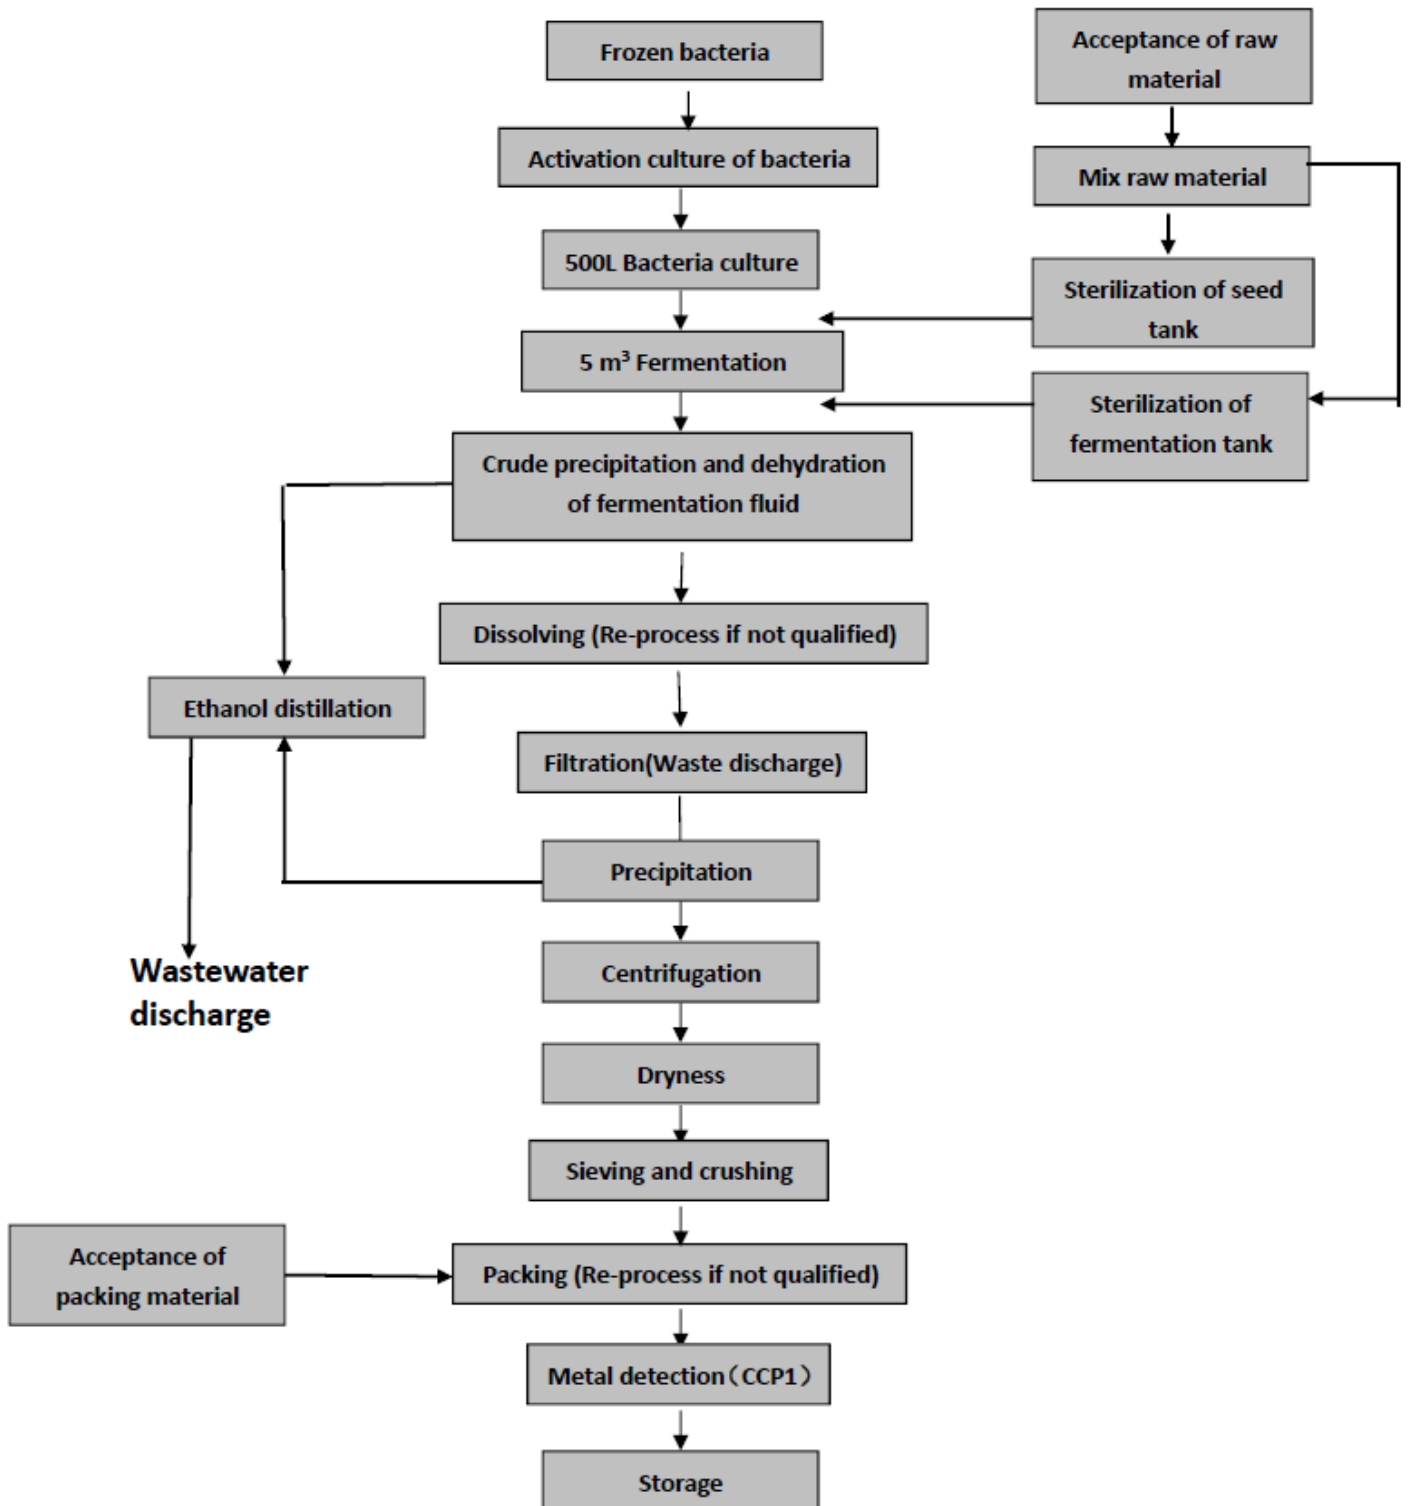 Frozen bacteria
Acceptance of raw
material
Activation culture of bacteria
Mix raw material
500L Bacteria culture
Sterilization of seed
tank
5 m³ Fermentation
Sterilization of
fermentation tank
Crude precipitation and dehydration
of fermentation fluid
Dissolving (Re-process if not qualified)
Ethanol distillation
Filtration(Waste discharge)
Precipitation
Wastewater
discharge
Centrifugation
Dryness
Sieving and crushing
Acceptance of
packing material
Packing (Re-process if not qualified)
Metal detection（CCP1）
Storage